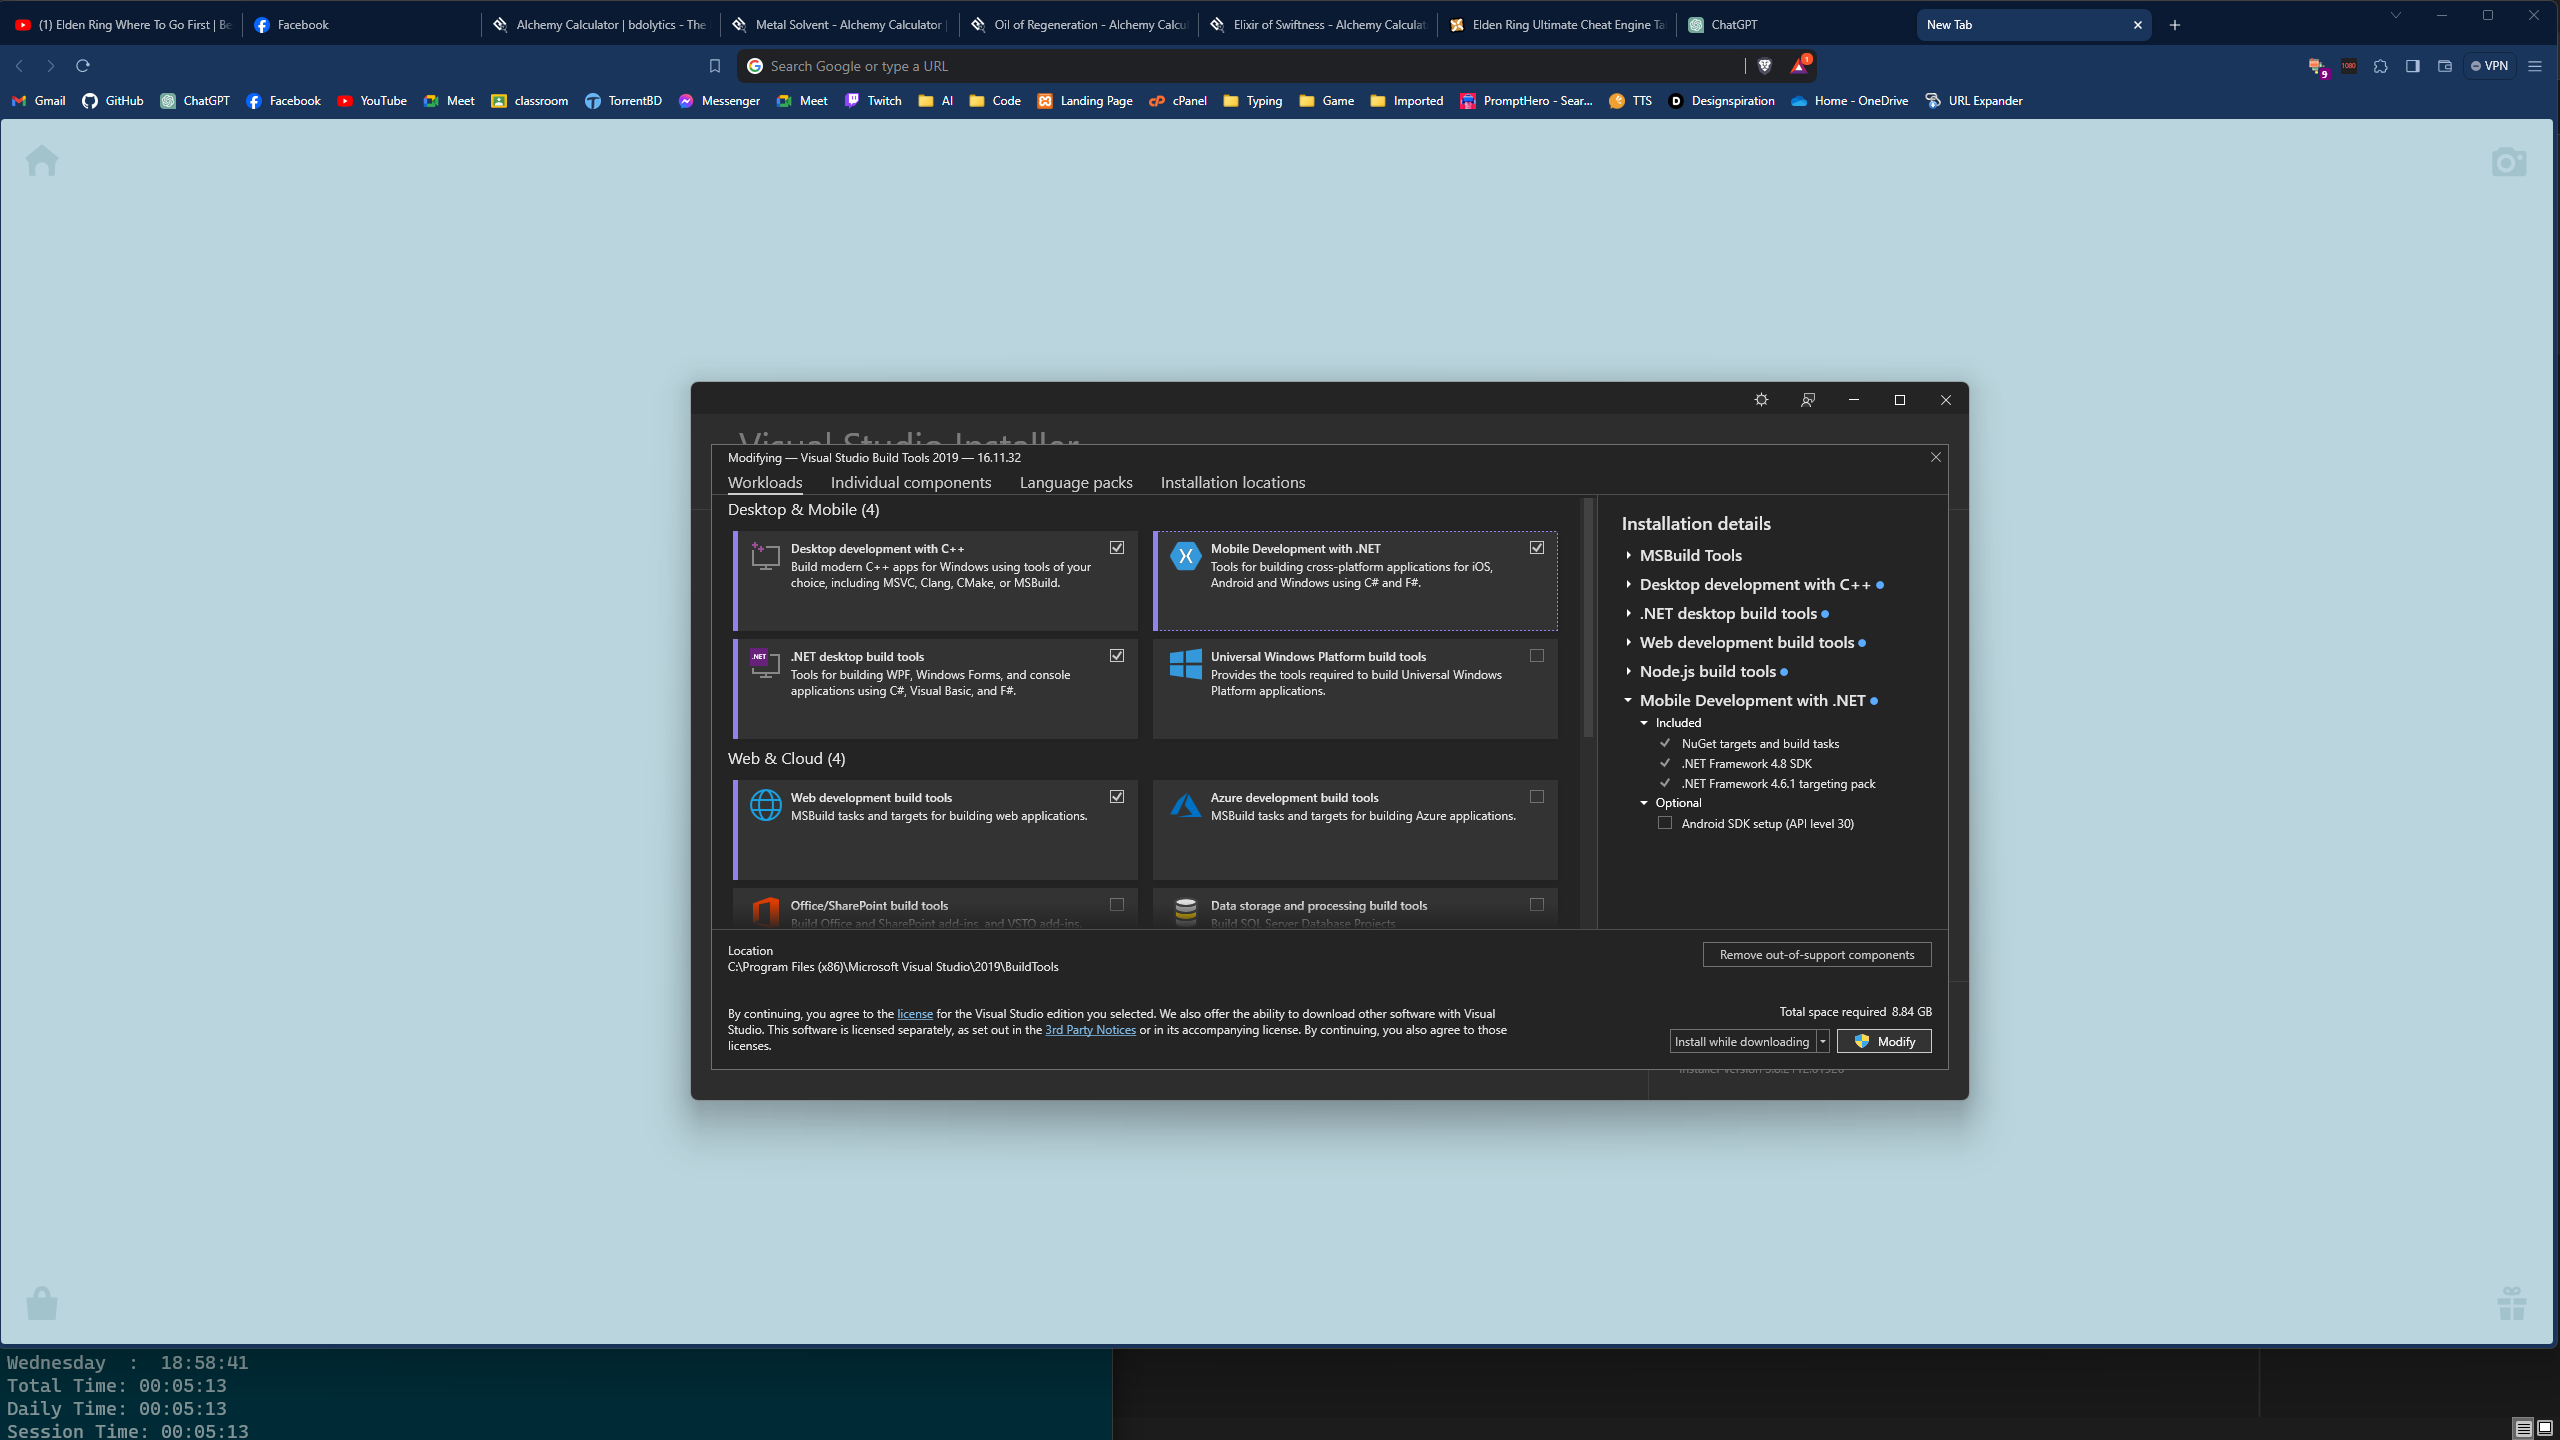 (1) Elden Ring Where To Go First | Be
Facebook
Alchemy Calculator | bdolytics - The
Metal Solvent - Alchemy Calculator |
Oil of Regeneration - Alchemy Calcul
Elixir of Swiftness - Alchemy Calculat
Elden Ring Ultimate Cheat Engine Ta
ChatGPT
New Tab
Search Google or type a URL
1
9
1080
VPN
Gmail
GitHub
ChatGPT
Facebook
YouTube
Meet
classroom
TorrentBD
Messenger
Meet
Twitch
AI
Code
Landing Page
cPanel
Typing
Game
Imported
PromptHero - Sear...
TTS
Designspiration
Home - OneDrive
URL Expander
Visual Studio Installer
Modifying — Visual Studio Build Tools 2019 — 16.11.32
Workloads
Individual components
Language packs
Installation locations
Desktop & Mobile (4)
Desktop development with C++
Build modern C++ apps for Windows using tools of your
choice, including MSVC, Clang, CMake, or MSBuild.
Mobile Development with .NET
Tools for building cross-platform applications for iOS,
Android and Windows using C# and F#.
.NET
.NET desktop build tools
Tools for building WPF, Windows Forms, and console
applications using C#, Visual Basic, and F#.
Universal Windows Platform build tools
Provides the tools required to build Universal Windows
Platform applications.
Web & Cloud (4)
Web development build tools
MSBuild tasks and targets for building web applications.
Azure development build tools
MSBuild tasks and targets for building Azure applications.
Office/SharePoint build tools
Build Office and SharePoint add-ins, and VSTO add-ins.
Data storage and processing build tools
Build SQL Server Database Projects
Installation details
MSBuild Tools
Desktop development with C++
.NET desktop build tools
Web development build tools
Node.js build tools
Mobile Development with .NET
Included
NuGet targets and build tasks
.NET Framework 4.8 SDK
.NET Framework 4.6.1 targeting pack
Optional
Android SDK setup (API level 30)
Location
C:\Program Files (x86)\Microsoft Visual Studio\2019\BuildTools
Remove out-of-support components
By continuing, you agree to the license for the Visual Studio edition you selected. We also offer the ability to download other software with Visual
Studio. This software is licensed separately, as set out in the 3rd Party Notices or in its accompanying license. By continuing, you also agree to those
licenses.
Total space required 8.84 GB
Install while downloading
Modify
Wednesday : 18:58:41
Total Time: 00:05:13
Daily Time: 00:05:13
Session Time: 00:05:13